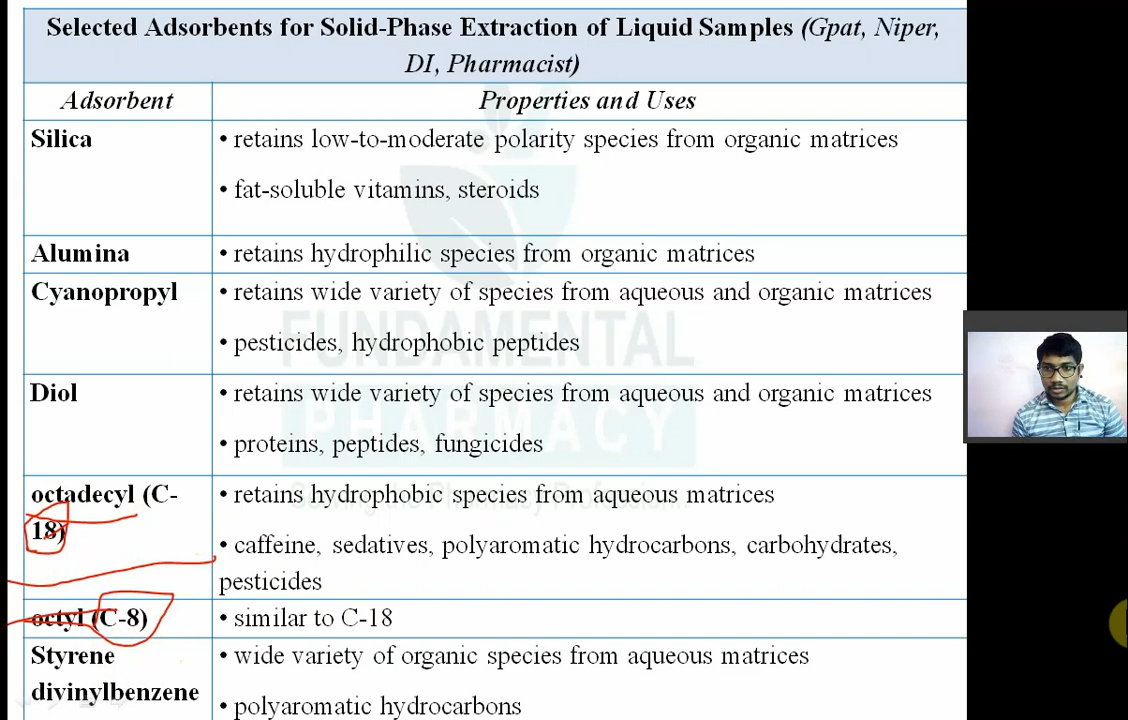 Selected Adsorbents for Solid-Phase Extraction of Liquid Samples (Gpat, Niper,
DI, Pharmacist)
Adsorbent Properties and Uses
Silica • retains low-to-moderate polarity species from organic matrices
• fat-soluble vitamins, steroids
Alumina • retains hydrophilic species from organic matrices
Cyanopropyl • retains wide variety of species from aqueous and organic matrices
• pesticides, hydrophobic peptides
Diol • retains wide variety of species from aqueous and organic matrices
• proteins, peptides, fungicides
octadecyl (C- • retains hydrophobic species from aqueous matrices
18)
• caffeine, sedatives, polyaromatic hydrocarbons, carbohydrates,
pesticides
octyl (C-8) • similar to C-18
Styrene • wide variety of organic species from aqueous matrices
divinylbenzene
• polyaromatic hydrocarbons
FUNDAMENTAL
PHARMACY